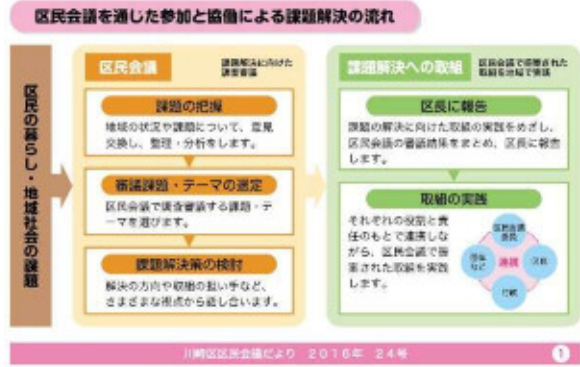 区民会議を通じた参加と協働による課題解決の流れ
区民の暮らし・地域社会の課題
区民会議
課題解決に向けた
調査審議
課題の把握
地域の状況や課題について、意見
交換し、整理・分析をします。
審議課題・テーマの選定
区民会議で調査審議する課題・テ
ーマを選びます。
課題解決策の検討
解決の方向や取組の担い手など、
さまざまな視点から話し合います。
課題解決への取組
区民会議で提案された
取組を地域で実践
区長に報告
課題の解決に向けた取組の実践をめざし、
区民会議の審議結果をまとめ、区長に報告
します。
取組の実践
それぞれの役割と責
任のもとで連携しな
がら、区民会議で提
案された取組を実践
します。
区民会議
委員
団体
など
連携
区民
行政
川崎区区民会議だより 2016年 24号
1